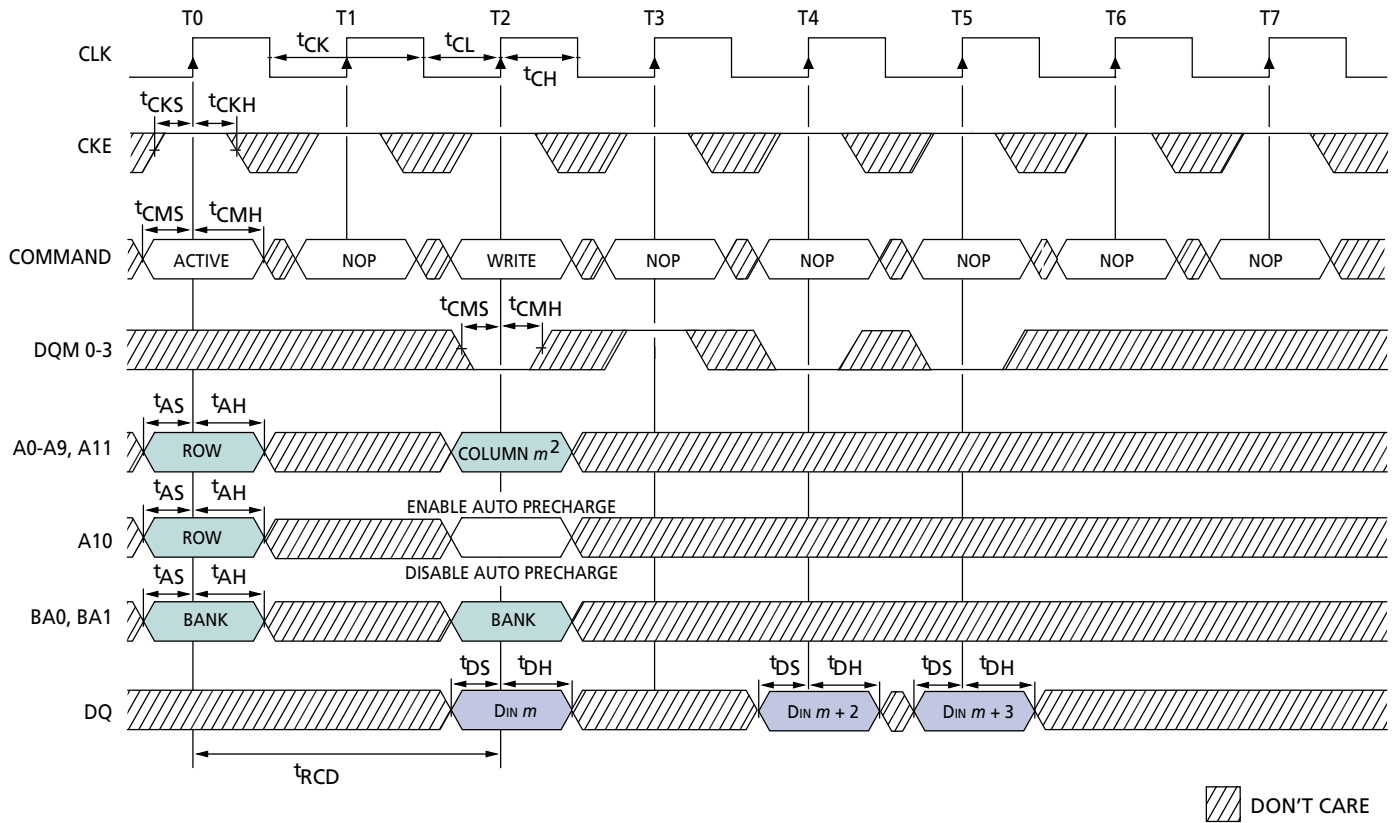 T0 T1 T2 T3 T4 T5 T6 T7
CLK
tCK tCL
tCH
tCKS tCKH
CKE
tCMS tCMH
COMMAND ACTIVE NOP WRITE NOP NOP NOP NOP NOP
tCMS tCMH
DQM 0-3
tAS tAH
A0-A9, A11 ROW COLUMN m2
tAS tAH ENABLE AUTO PRECHARGE
A10 ROW
tAS tAH DISABLE AUTO PRECHARGE
BA0, BA1 BANK BANK
tDS tDH tDS tDH tDS tDH
DQ DIN m DIN m + 2 DIN m + 3
tRCD
DON'T CARE